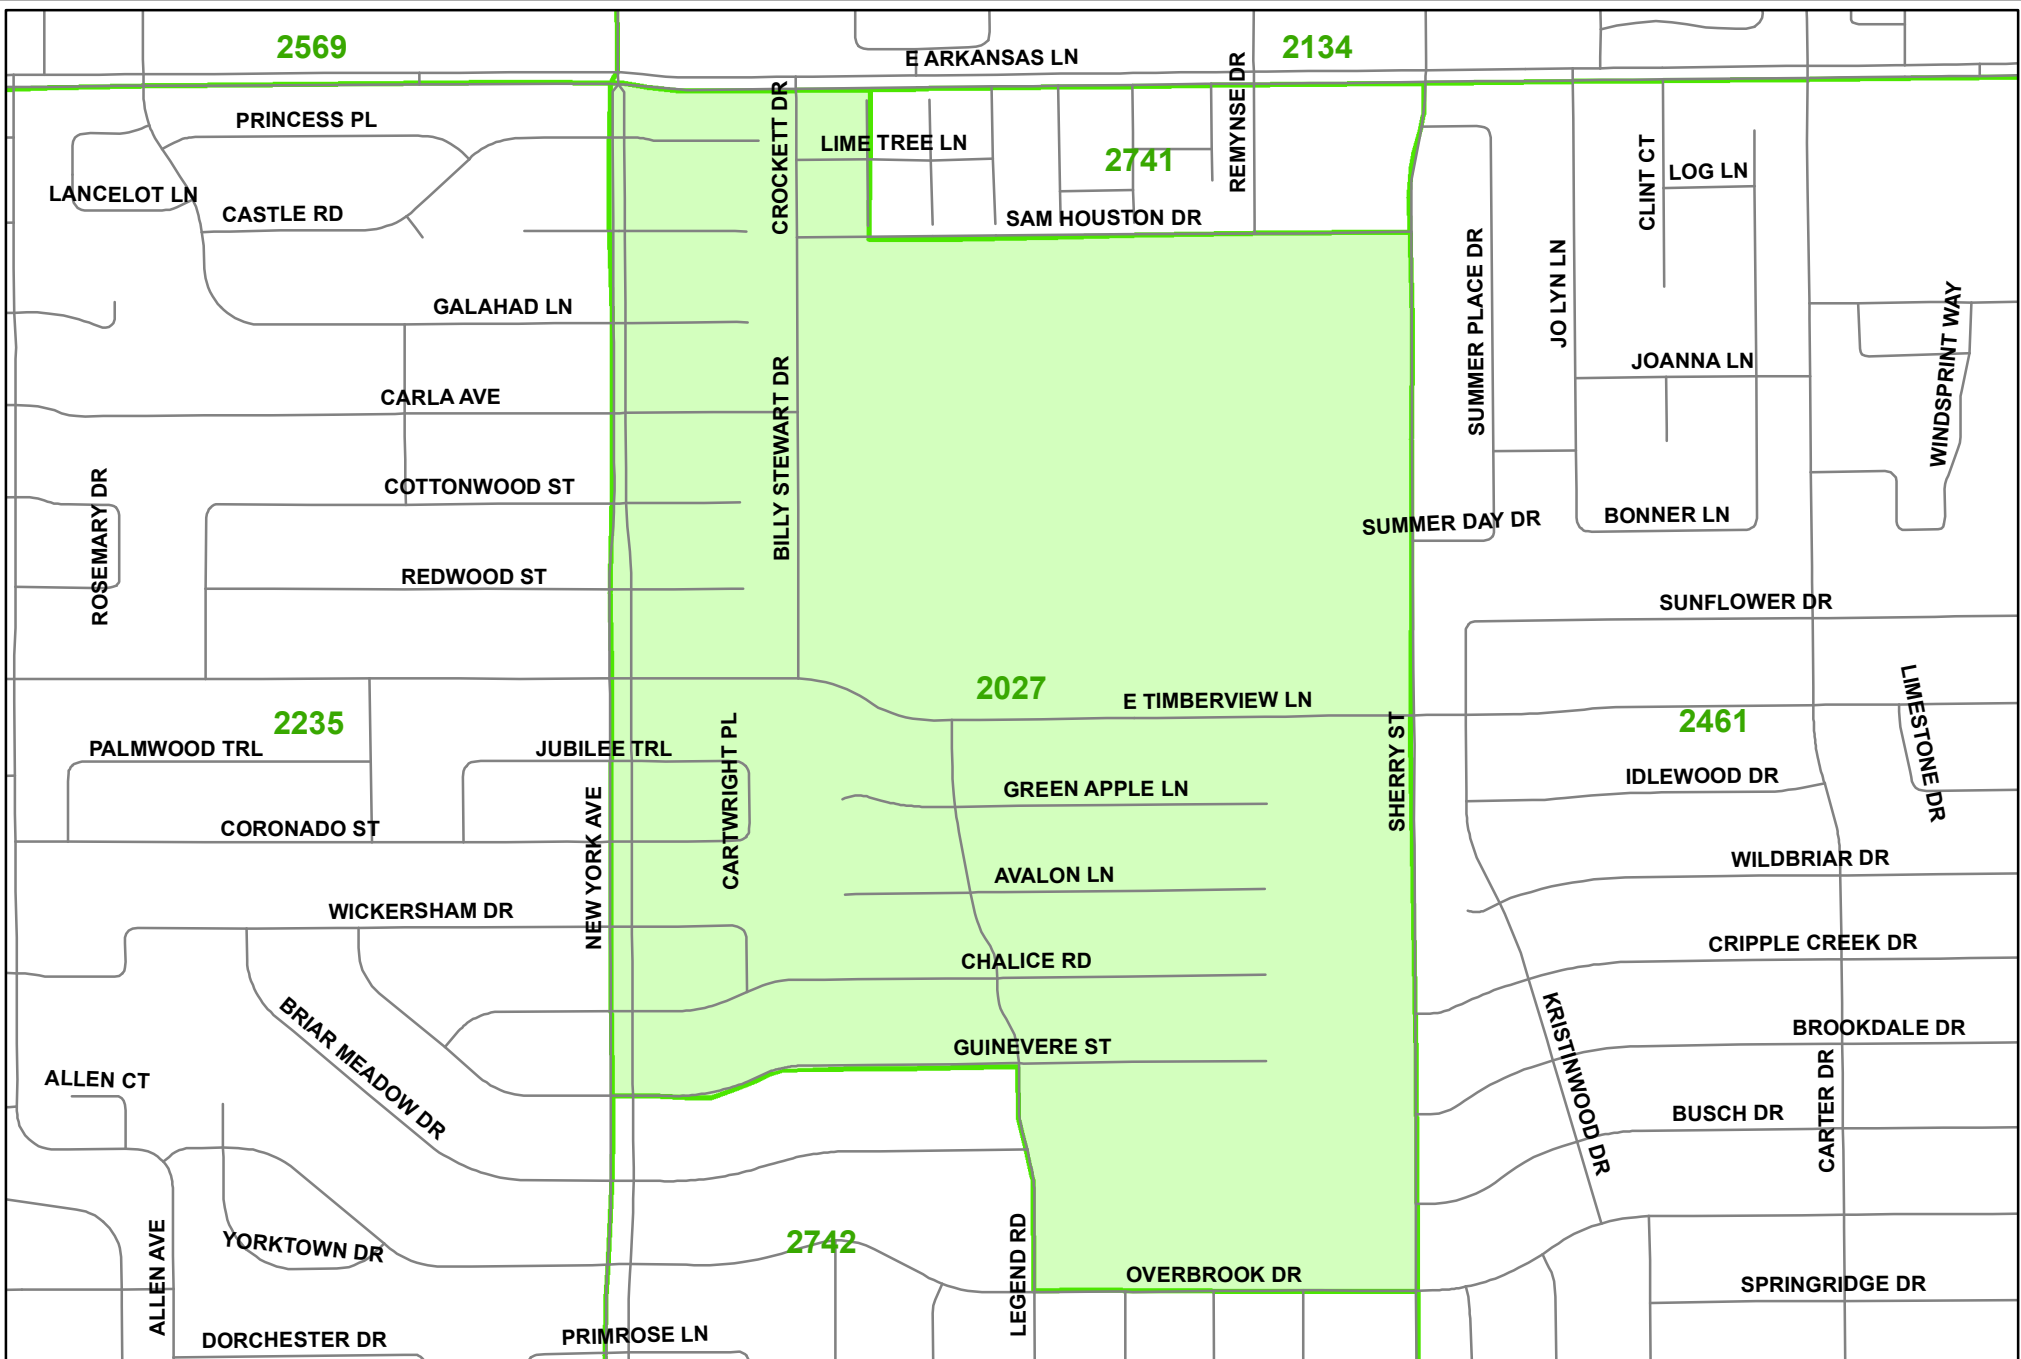 2569
2134
E ARKANSAS LN
PRINCESS PL
CROCKETT DR
LIME TREE LN
REMYNSE DR
2741
CLINT CT
LOG LN
LANCELOT LN
CASTLE RD
SAM HOUSTON DR
SUMMER PLACE DR
JO LYN LN
GALAHAD LN
WINDSPRINT WAY
JOANNA LN
CARLA AVE
BILLY STEWART DR
ROSEMARY DR
COTTONWOOD ST
SUMMER DAY DR
BONNER LN
REDWOOD ST
SUNFLOWER DR
2027
E TIMBERVIEW LN
LIMESTONE DR
2235
2461
PALMWOOD TRL
JUBILEE TRL
CARTWRIGHT PL
SHERRY ST
GREEN APPLE LN
IDLEWOOD DR
CORONADO ST
NEW YORK AVE
AVALON LN
WILDBRIAR DR
WICKERSHAM DR
CHALICE RD
CRIPPLE CREEK DR
BRIAR MEADOW DR
KRISTINWOOD DR
BROOKDALE DR
GUINEVERE ST
ALLEN CT
CARTER DR
BUSCH DR
ALLEN AVE
YORKTOWN DR
2742
LEGEND RD
OVERBROOK DR
SPRINGRIDGE DR
DORCHESTER DR
PRIMROSE LN